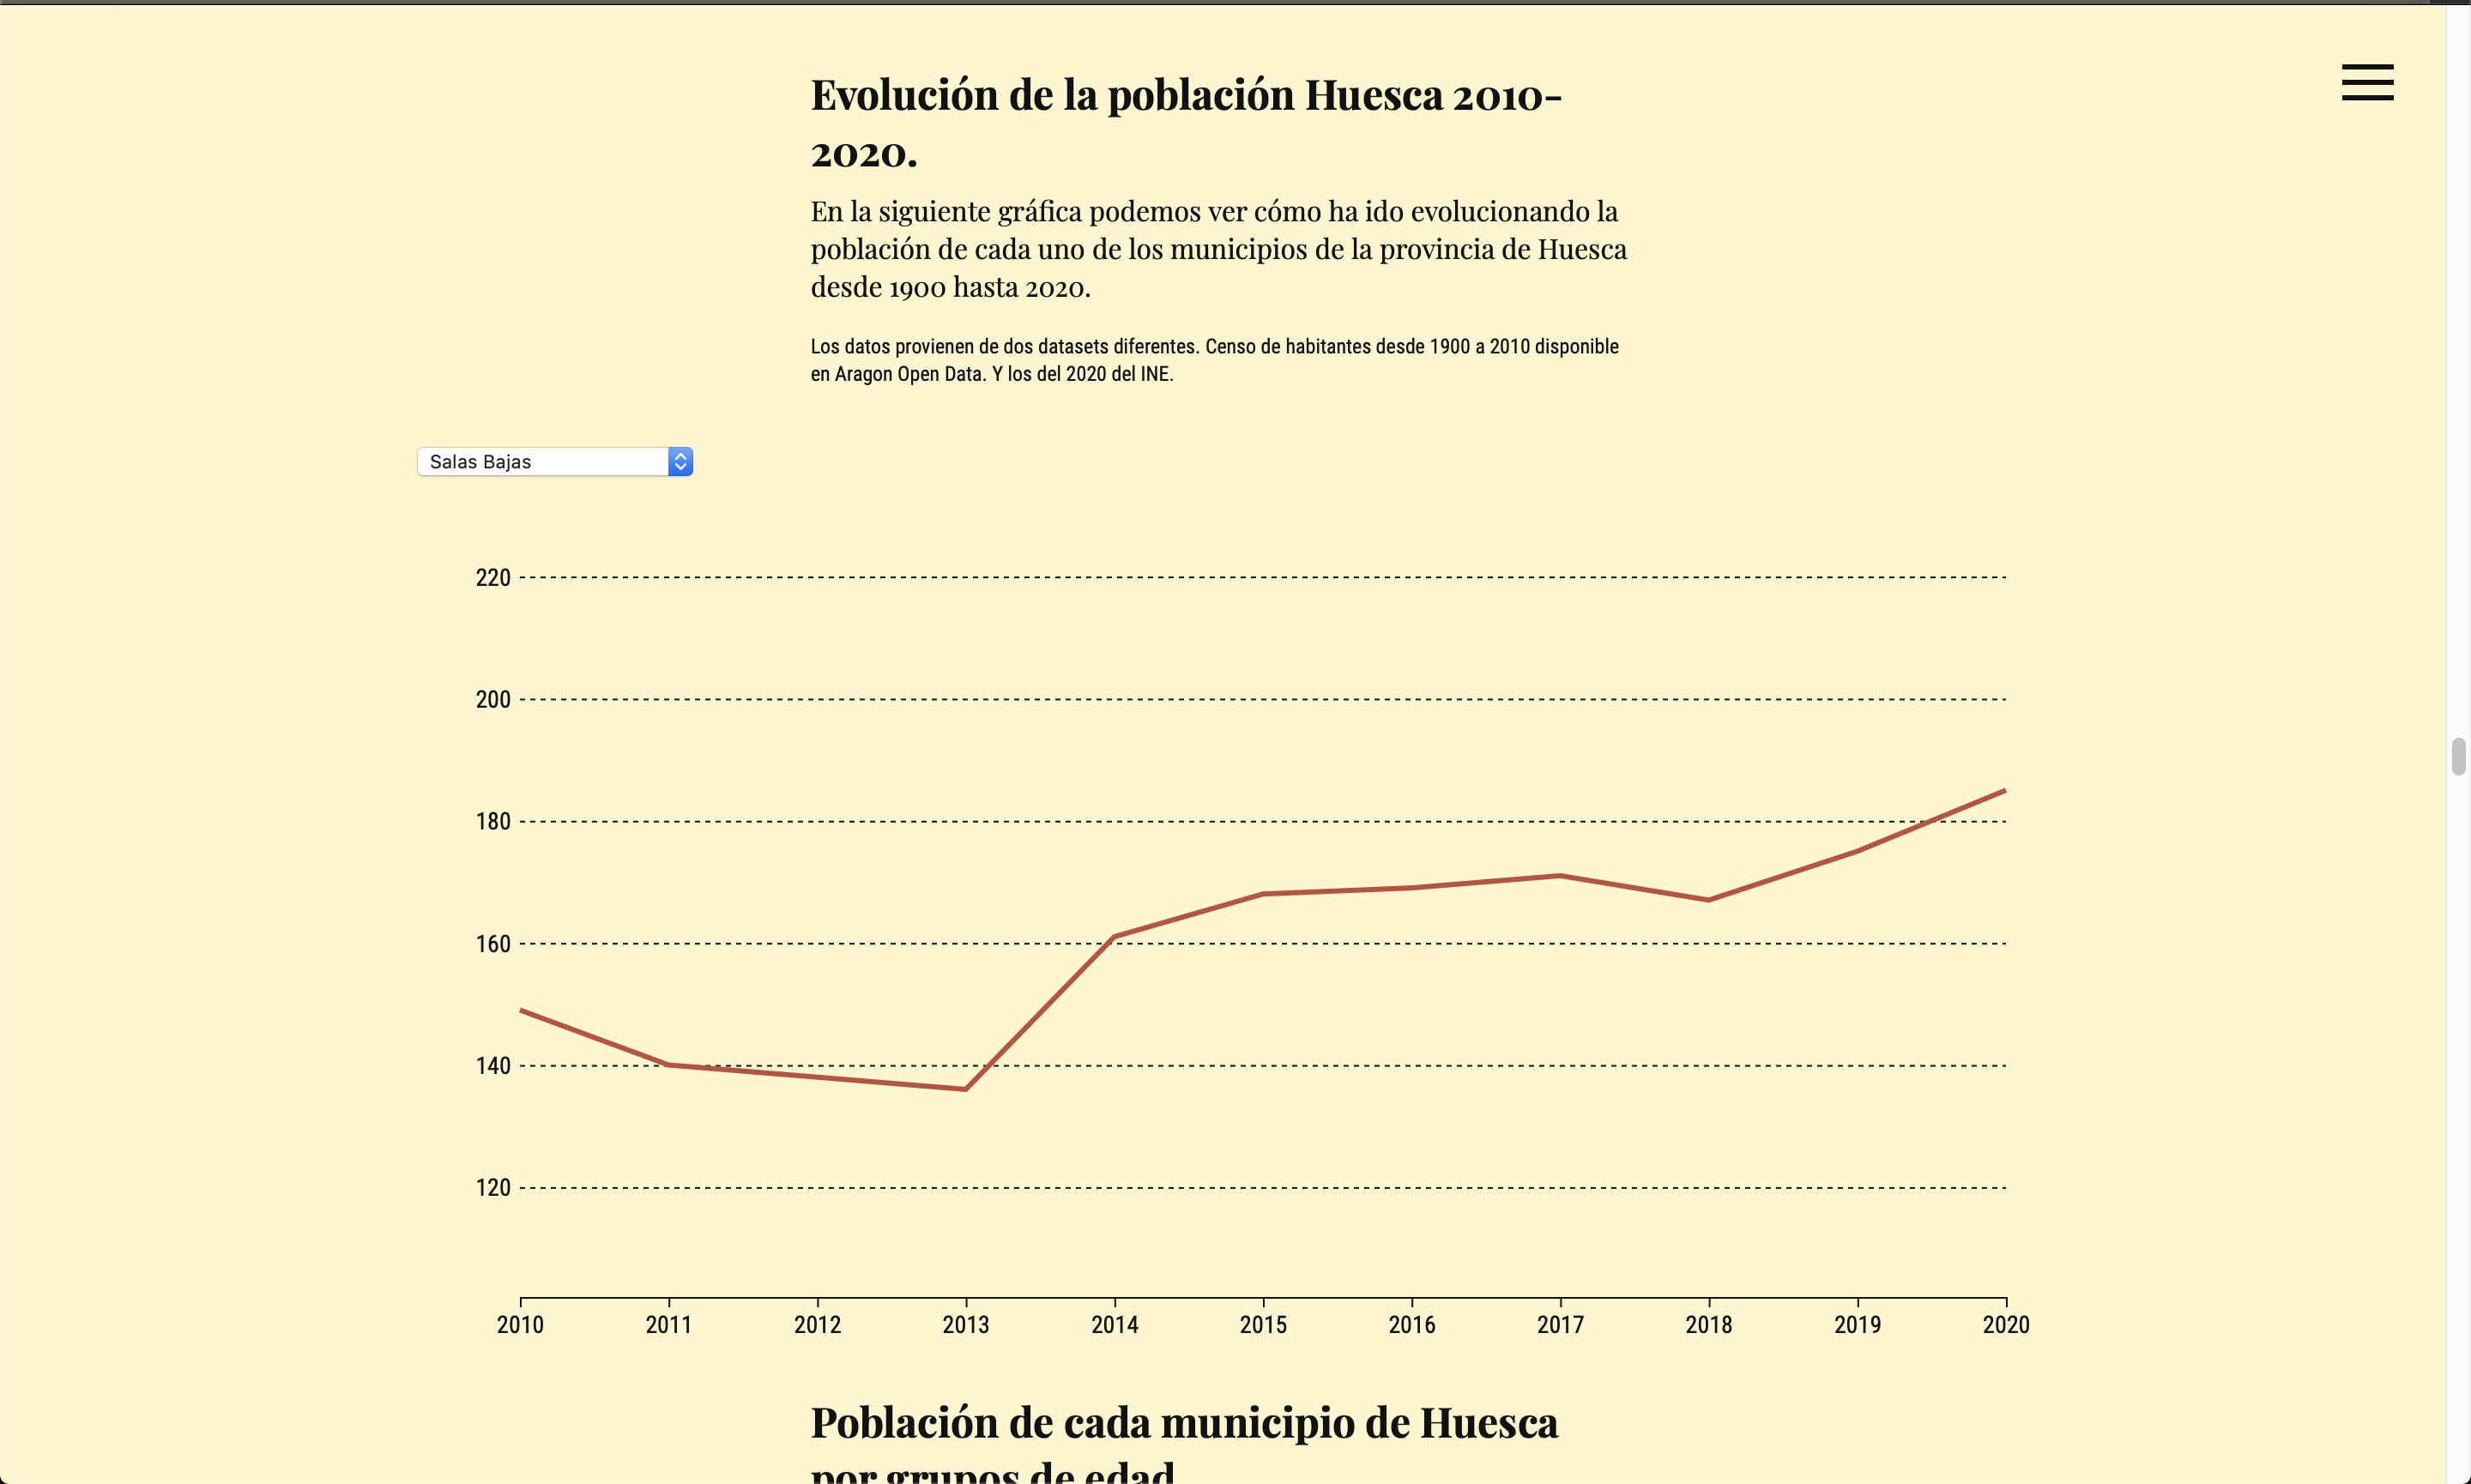 Evolución de la población Huesca 2010-
2020.
En la siguiente gráfica podemos ver cómo ha ido evolucionando la
población de cada uno de los municipios de la provincia de Huesca
desde 1900 hasta 2020.
Los datos provienen de dos datasets diferentes. Censo de habitantes desde 1900 a 2010 disponible
en Aragon Open Data. Y los del 2020 del INE.
Salas Bajas
220
200
180
160
140
120
2010 2011 2012 2013 2014 2015 2016 2017 2018 2019 2020
Población de cada municipio de Huesca
por grupos de edad